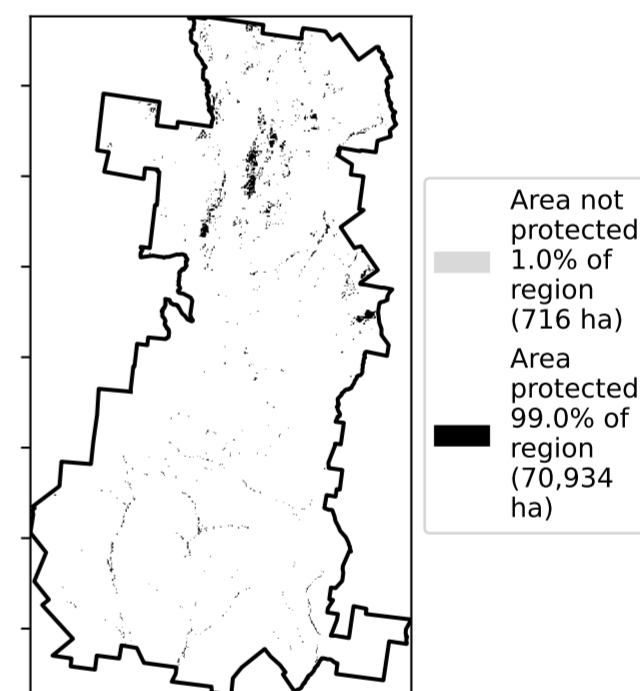 Area not
protected
1.0% of
region
(716 ha)
Area
protected
99.0% of
region
(70,934
ha)